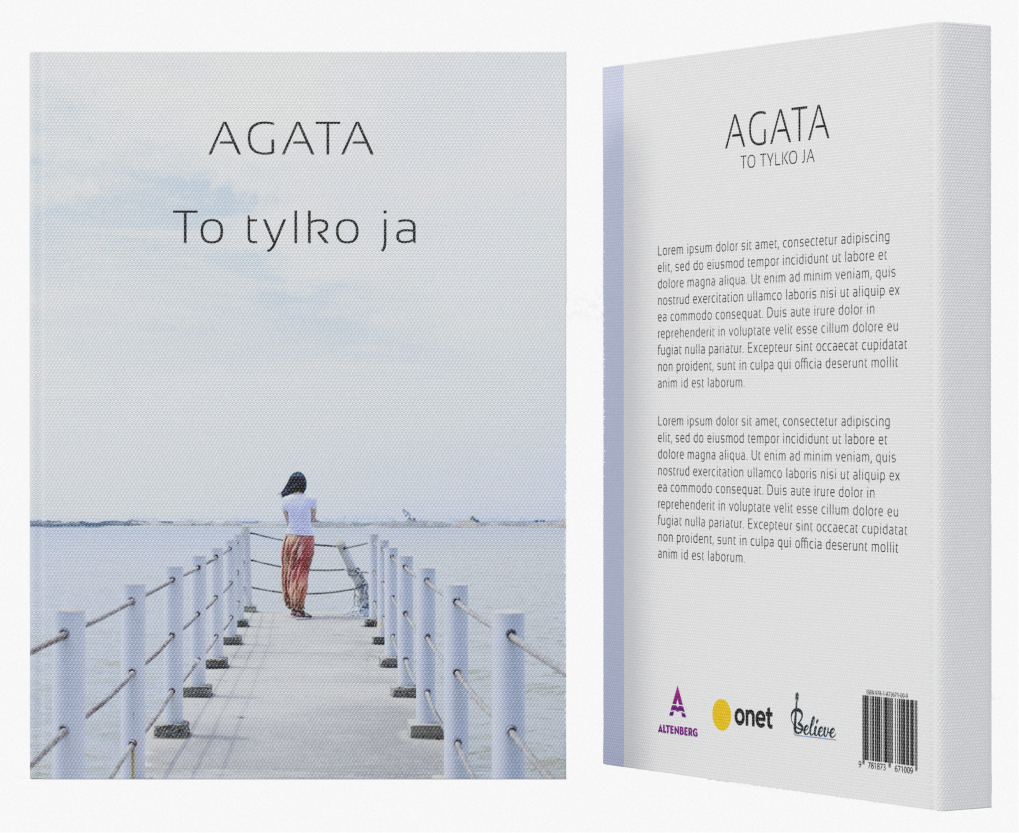 AGATA
To tylko ja
AGATA
TO TYLKO JA
Lorem ipsum dolor sit amet, consectetur adipiscing
elit, sed do eiusmod tempor incididunt ut labore et
dolore magna aliqua. Ut enim ad minim veniam, quis
nostrud exercitation ullamco laboris nisi ut aliquip ex
ea commodo consequat. Duis aute irure dolor in
reprehenderit in voluptate velit esse cillum dolore eu
fugiat nulla pariatur. Excepteur sint occaecat cupidatat
non proident, sunt in culpa qui officia deserunt mollit
anim id est laborum.
Lorem ipsum dolor sit amet, consectetur adipiscing
elit, sed do eiusmod tempor incididunt ut labore et
dolore magna aliqua. Ut enim ad minim veniam, quis
nostrud exercitation ullamco laboris nisi ut aliquip ex
ea commodo consequat. Duis aute irure dolor in
reprehenderit in voluptate velit esse cillum dolore eu
fugiat nulla pariatur. Excepteur sint occaecat cupidatat
non proident, sunt in culpa qui officia deserunt mollit
anim id est laborum.
ALTENBERG
onet
Believe
9 781873 671009